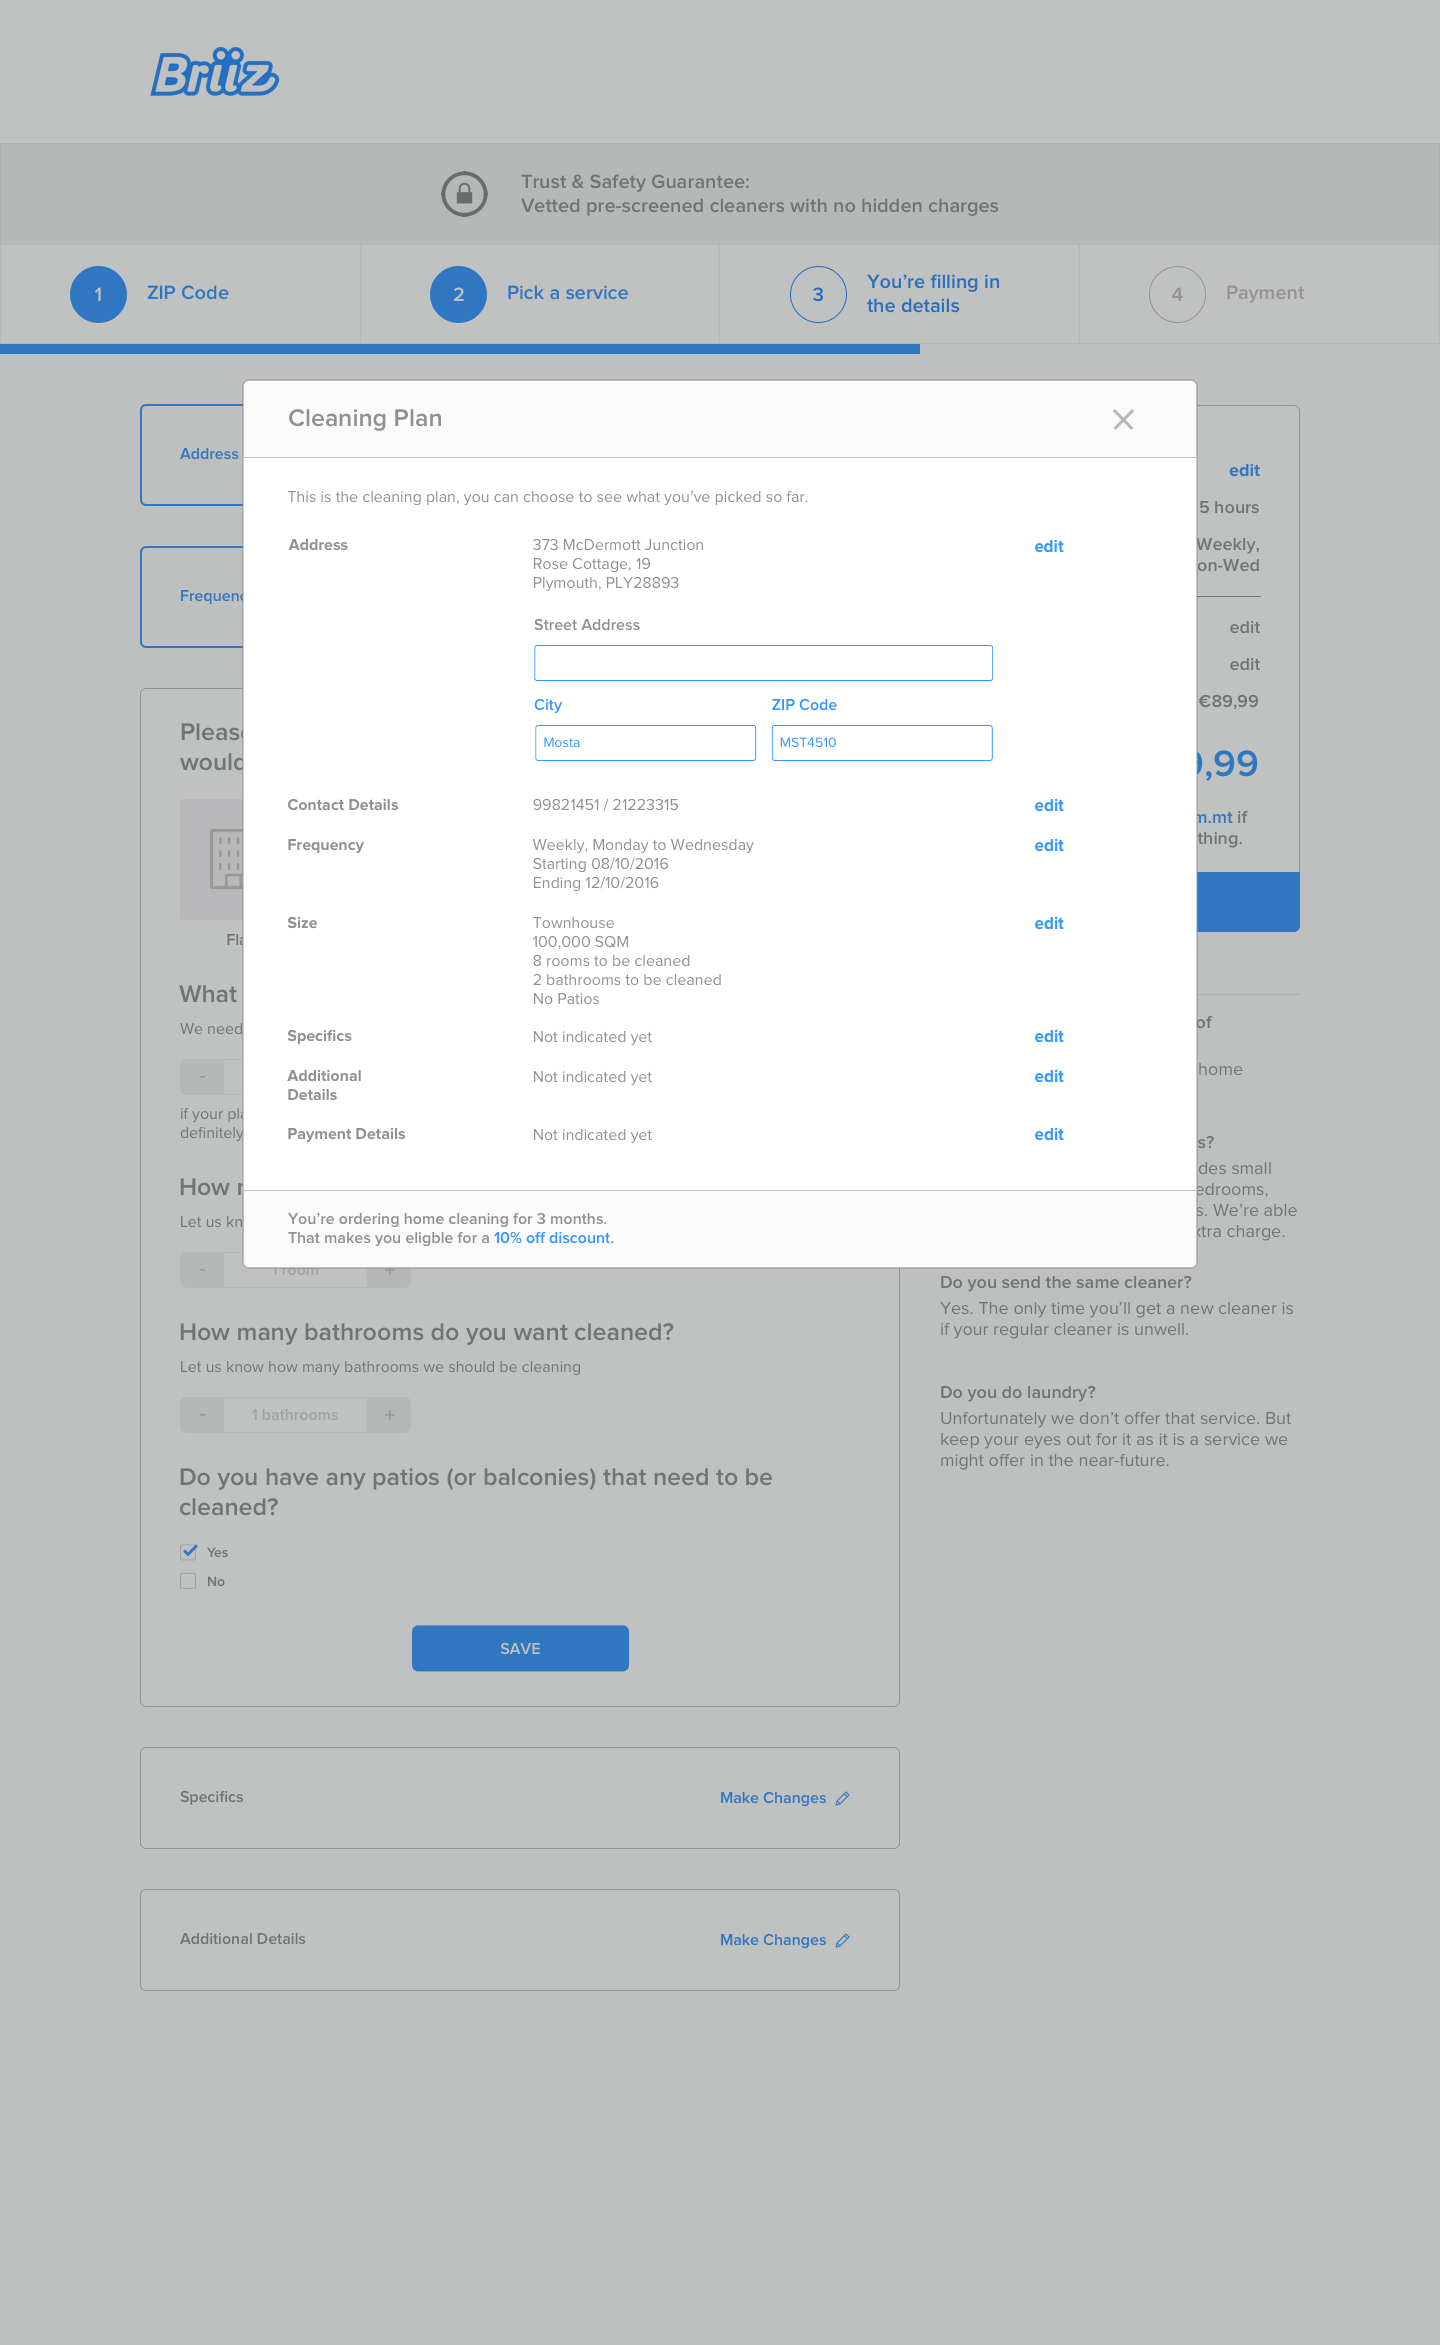 Briiz
Trust & Safety Guarantee:
Vetted pre-screened cleaners with no hidden charges
1 ZIP Code
2 Pick a service
3 You're filling in
the details
4 Payment
Address
Frequenc
Cleaning Plan
This is the cleaning plan, you can choose to see what you've picked so far.
Address
373 McDermott Junction
Rose Cottage, 19
Plymouth, PLY28893
edit
Street Address
City
ZIP Code
Mosta
MST4510
Contact Details
99821451 / 21223315
edit
Frequency
Weekly, Monday to Wednesday
Starting 08/10/2016
Ending 12/10/2016
edit
Size
Townhouse
100,000 SQM
8 rooms to be cleaned
2 bathrooms to be cleaned
No Patios
edit
Specifics
Not indicated yet
edit
Additional
Details
Not indicated yet
edit
Payment Details
Not indicated yet
edit
You're ordering home cleaning for 3 months.
That makes you eligble for a 10% off discount.
edit
5 hours
Weekly,
on-Wed
edit
edit
€89,99
9,99
m.mt if
thing.
of
home
s?
des small
edrooms,
s. We're able
xtra charge.
Do you send the same cleaner?
Yes. The only time you'll get a new cleaner is
if your regular cleaner is unwell.
Do you do laundry?
Unfortunately we don't offer that service. But
keep your eyes out for it as it is a service we
might offer in the near-future.
Pleas
would
Fla
What
We need
-
if your pla
definitely
How r
Let us kn
- 1 room +
How many bathrooms do you want cleaned?
Let us know how many bathrooms we should be cleaning
- 1 bathrooms +
Do you have any patios (or balconies) that need to be
cleaned?
Yes
No
SAVE
Specifics
Make Changes
Additional Details
Make Changes